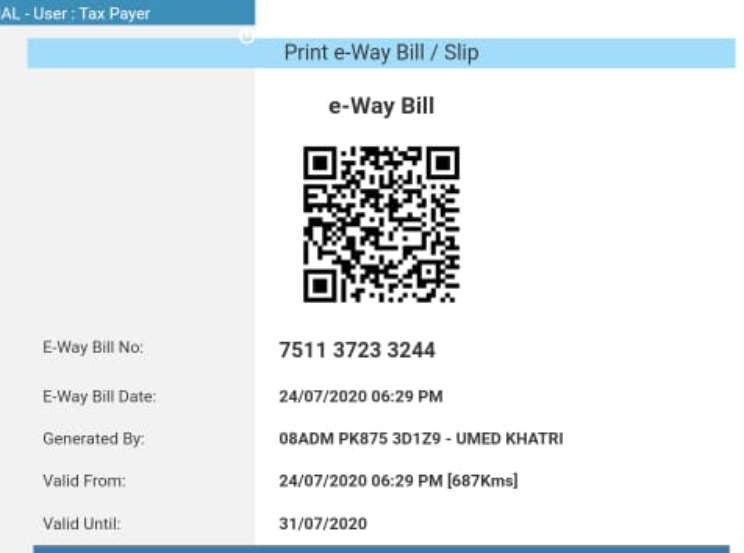 AL - User : Tax Payer
Print e-Way Bill / Slip
e-Way Bill
E-Way Bill No: 7511 3723 3244
E-Way Bill Date: 24/07/2020 06:29 PM
Generated By: 08ADM PK875 3D1Z9 - UMED KHATRI
Valid From: 24/07/2020 06:29 PM [687Kms]
Valid Until: 31/07/2020